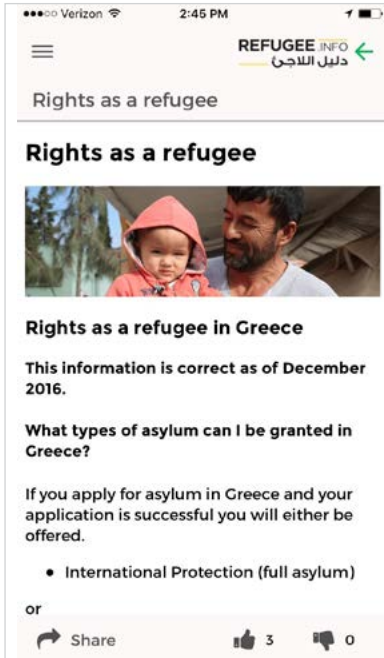 Verizon 2:45 PM
REFUGEE.INFO
دليل اللاجئ
Rights as a refugee
Rights as a refugee
Rights as a refugee in Greece
This information is correct as of December
2016.
What types of asylum can I be granted in
Greece?
If you apply for asylum in Greece and your
application is successful you will either be
offered.
• International Protection (full asylum)
or
Share 3 0